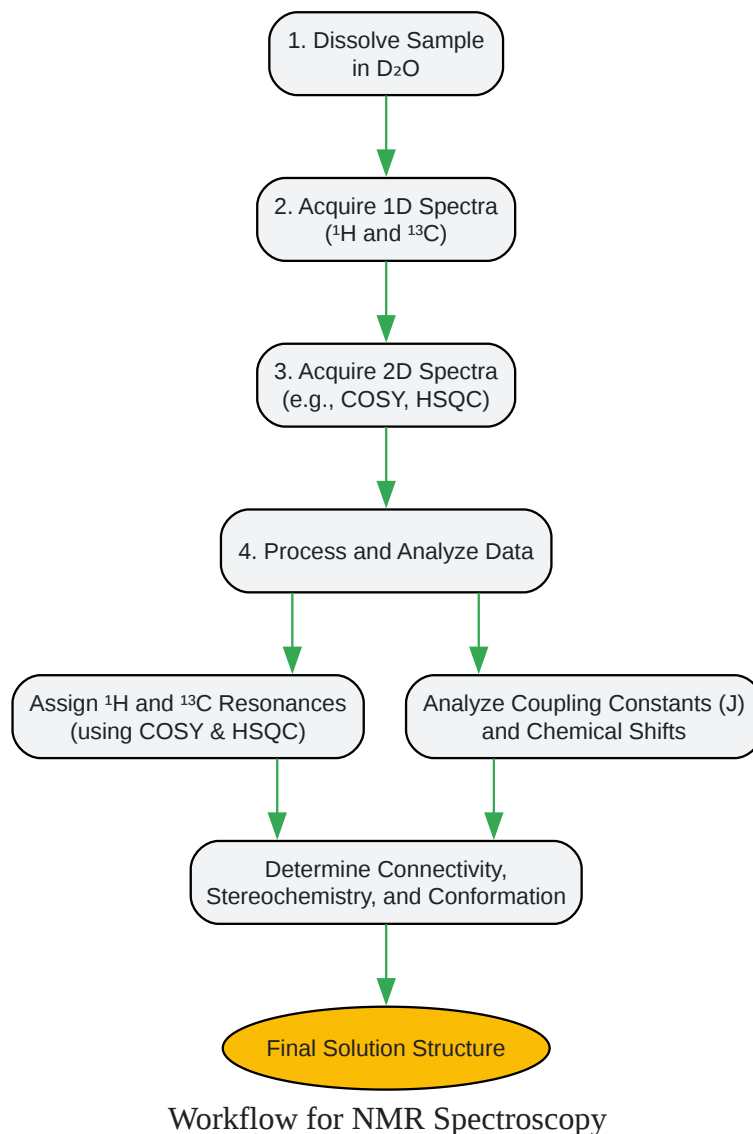 1. Dissolve Sample
in D₂O
2. Acquire 1D Spectra
(¹H and ¹³C)
3. Acquire 2D Spectra
(e.g., COSY, HSQC)
4. Process and Analyze Data
Assign ¹H and ¹³C Resonances
(using COSY & HSQC)
Analyze Coupling Constants (J)
and Chemical Shifts
Determine Connectivity,
Stereochemistry, and Conformation
Final Solution Structure
Workflow for NMR Spectroscopy